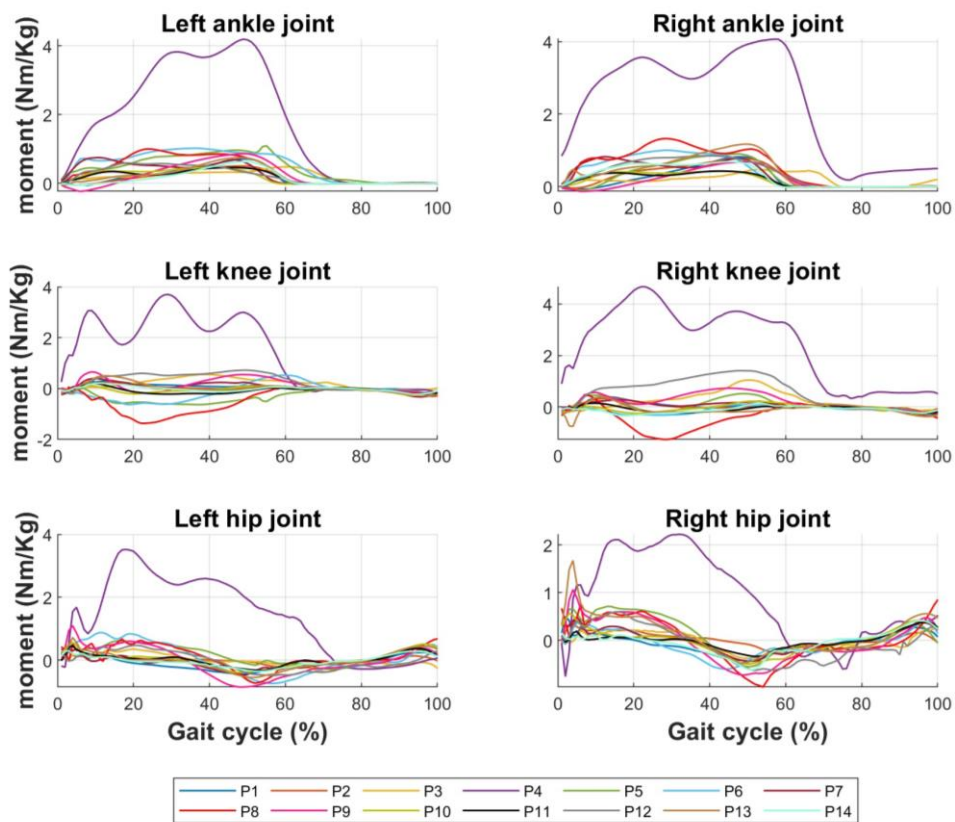 Left ankle joint
Right ankle joint
moment (Nm/Kg)
4
2
0
0 20 40 60 80 100
4
2
0
0 20 40 60 80 100
Left knee joint
Right knee joint
moment (Nm/Kg)
4
2
0
-2
0 20 40 60 80 100
4
2
0
0 20 40 60 80 100
Left hip joint
Right hip joint
moment (Nm/Kg)
4
2
0
0 20 40 60 80 100
2
1
0
0 20 40 60 80 100
Gait cycle (%)
Gait cycle (%)
P1 P2 P3 P4 P5 P6 P7
P8 P9 P10 P11 P12 P13 P14